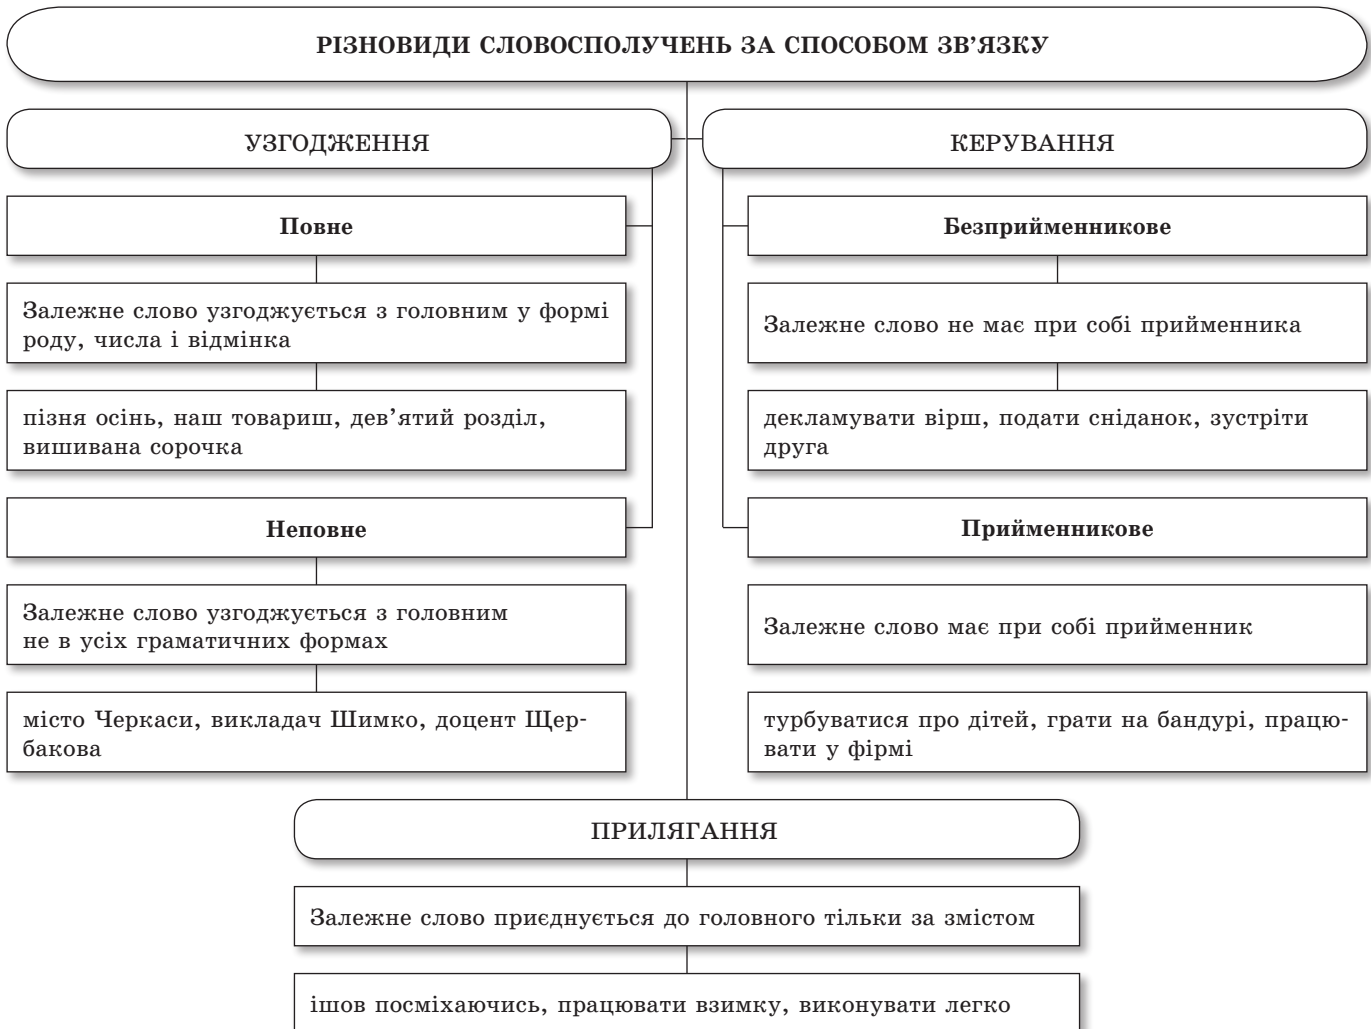 РІЗНОВИДИ СЛОВОСПОЛУЧЕНЬ ЗА СПОСОБОМ ЗВ’ЯЗКУ
УЗГОДЖЕННЯ
Повне
Залежне слово узгоджується з головним у формі
роду, числа і відмінка
пізня осінь, наш товариш, дев’ятий розділ,
вишивана сорочка
Неповне
Залежне слово узгоджується з головним
не в усіх граматичних формах
місто Черкаси, викладач Шимко, доцент Щер-
бакова
КЕРУВАННЯ
Безприйменникове
Залежне слово не має при собі прийменника
декламувати вірш, подати сніданок, зустріти
друга
Прийменникове
Залежне слово має при собі прийменник
турбуватися про дітей, грати на бандурі, працю-
вати у фірмі
ПРИЛЯГАННЯ
Залежне слово приєднується до головного тільки за змістом
ішов посміхаючись, працювати взимку, виконувати легко